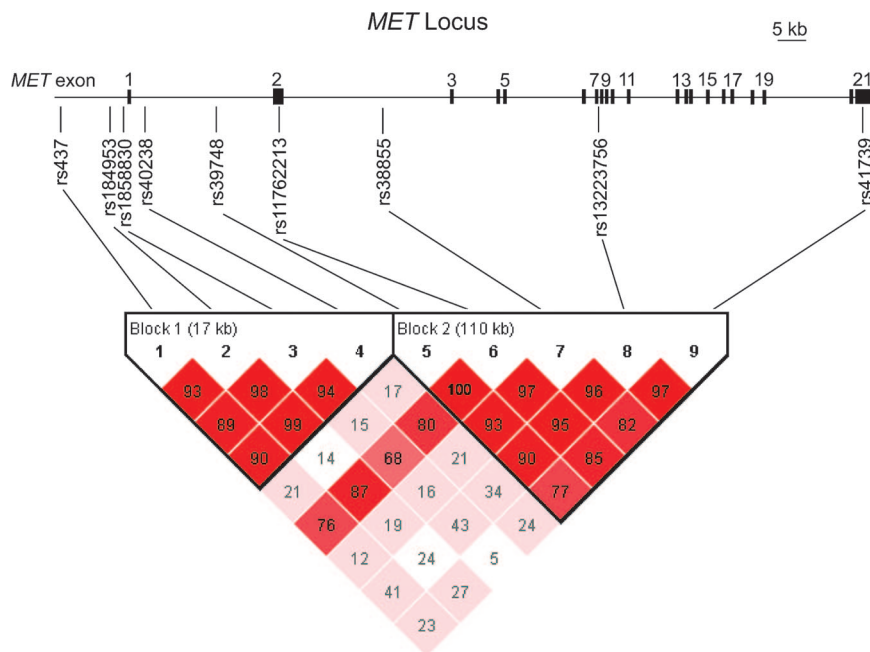 MET Locus
5 kb
MET exon 1 2 3 5 79 11 13 15 17 19 21
rs437
rs184953
rs1858830
rs40238
rs39748
rs11762213
rs38855
rs13223756
rs41739
Block 1 (17 kb) Block 2 (110 kb)
1 2 3 4 5 6 7 8 9
93 98 94 17 100 97 96 97
89 99 15 80 93 95 82
90 14 68 21 90 85
21 87 16 34 77
76 19 43 24
12 24 5
41 27
23